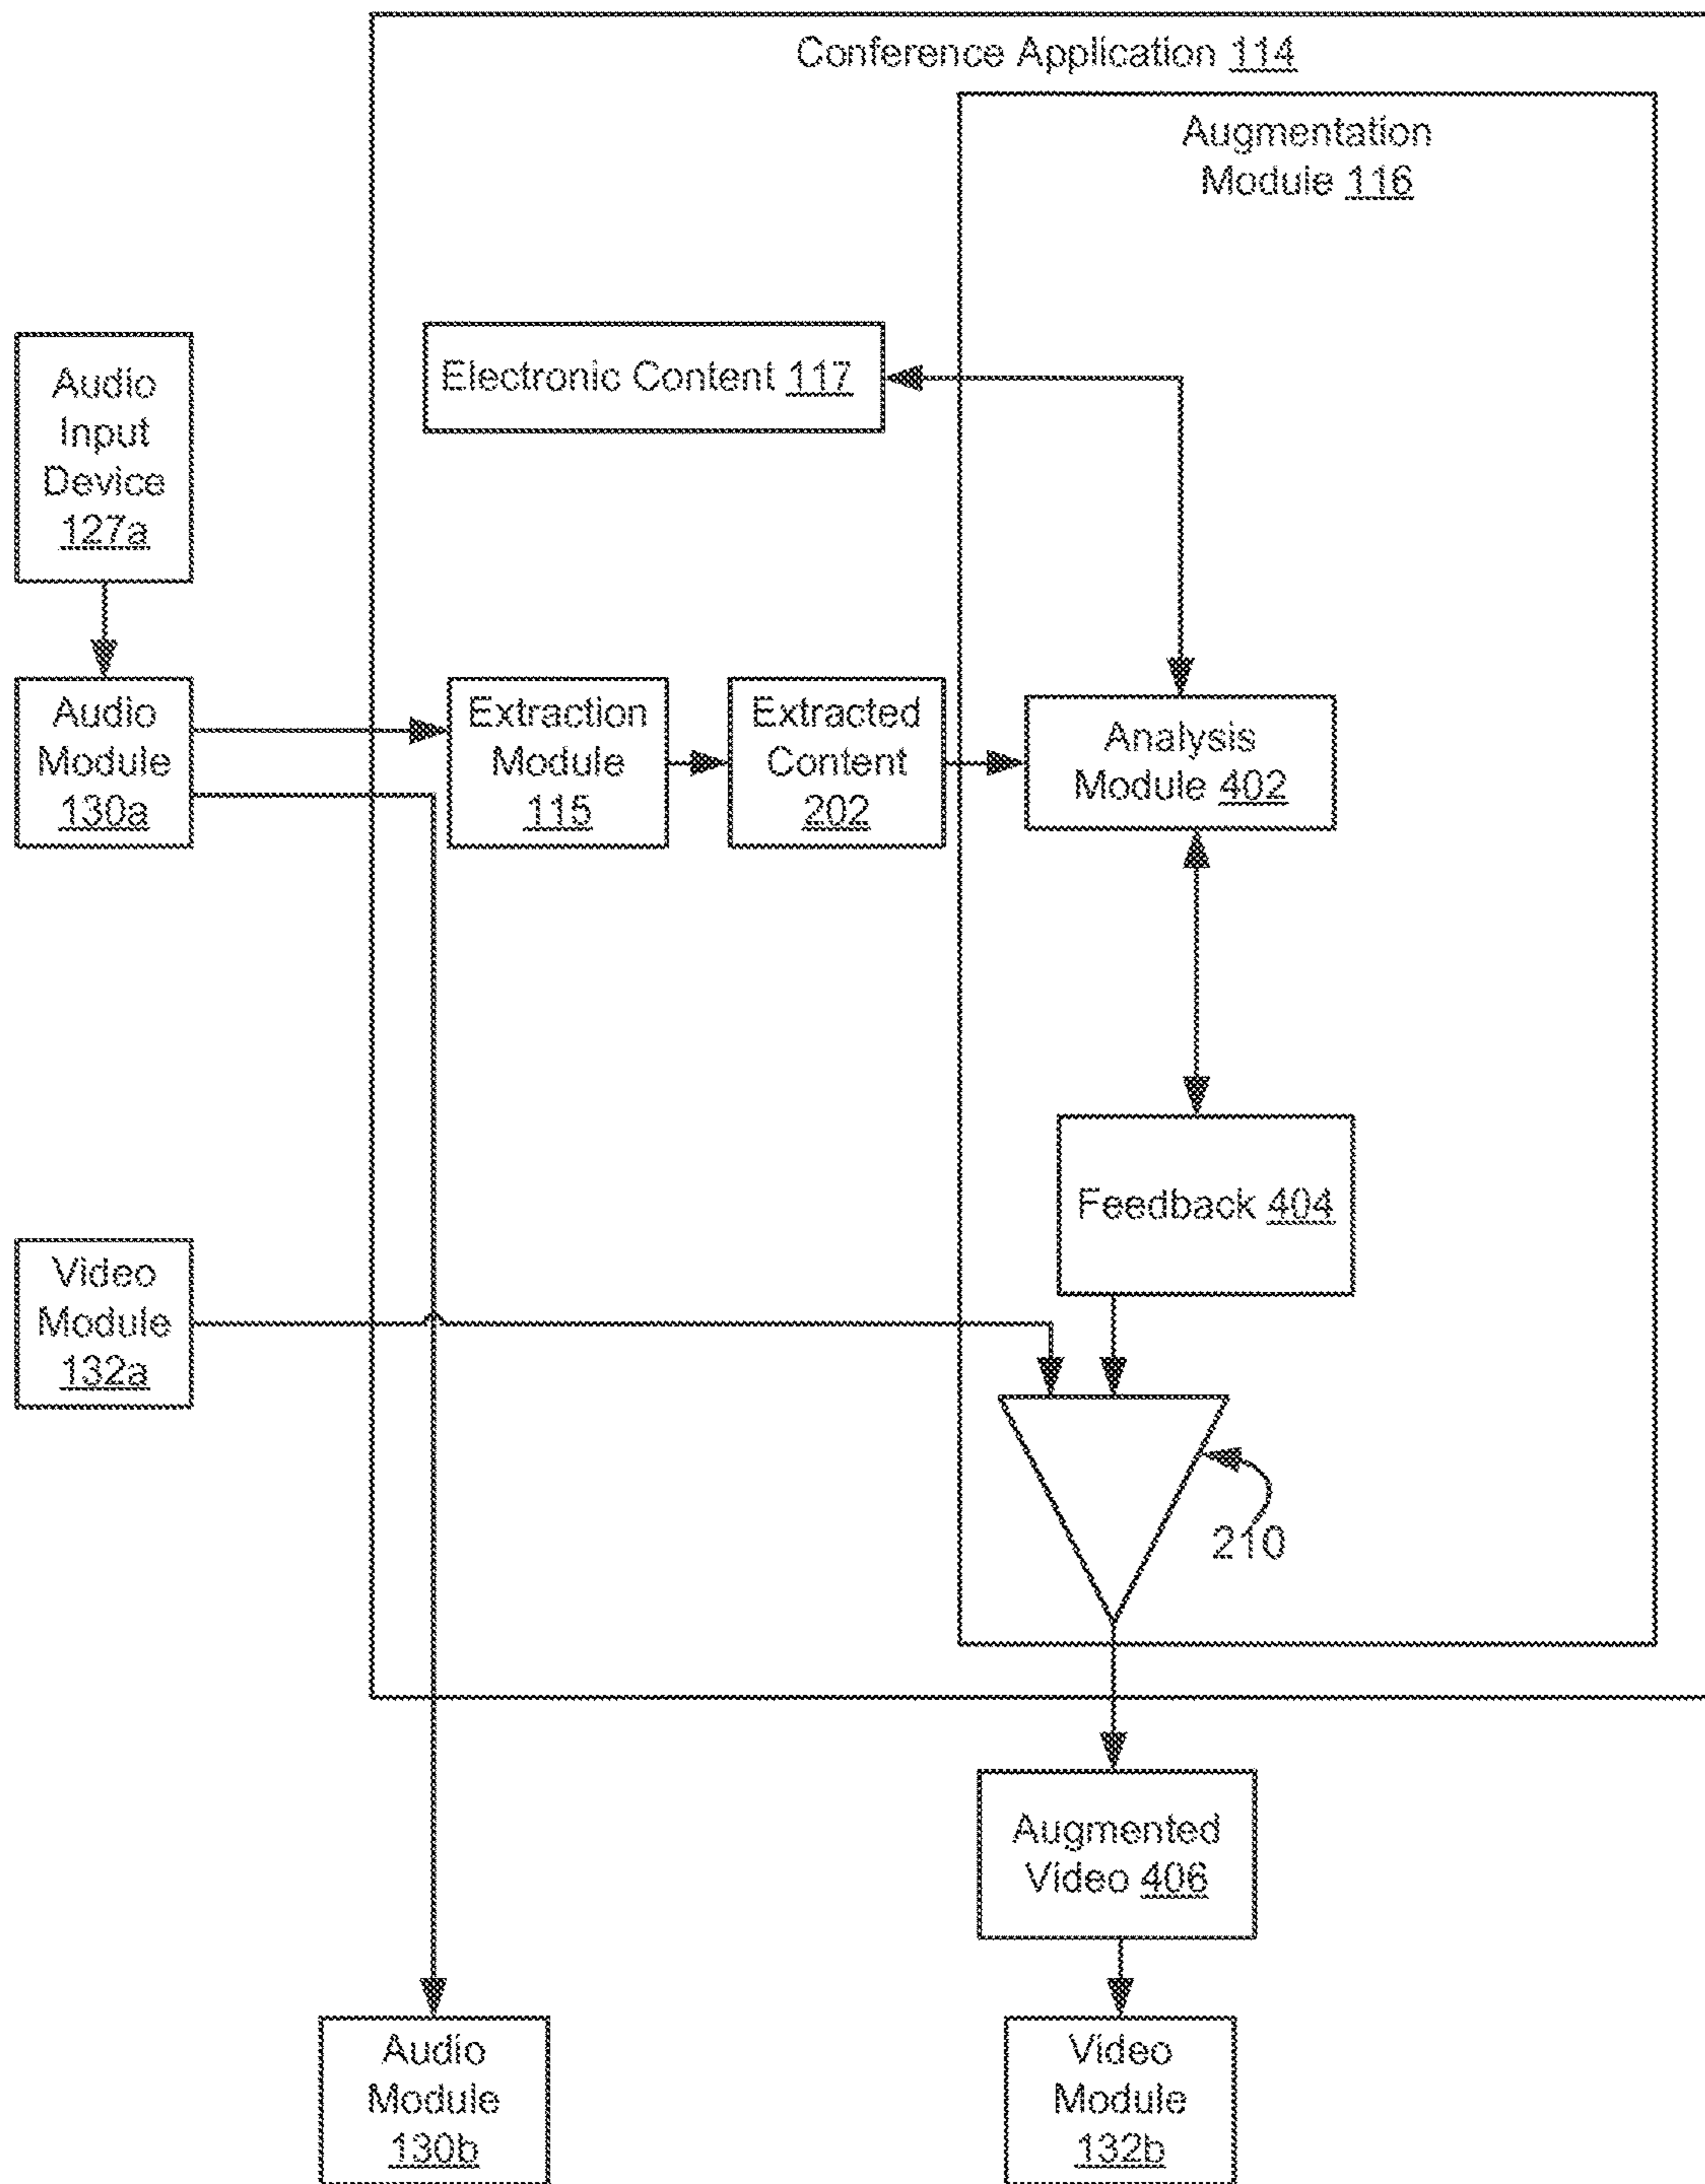 Conference Application 114
Augmentation
Module 116
Electronic Content 117
Audio
Input
Device
127a
Audio
Module
130a
Extraction
Module
115
Extracted
Content
202
Analysis
Module 402
Feedback 404
Video
Module
132a
210
Augmented
Video 406
Audio
Module
130b
Video
Module
132b